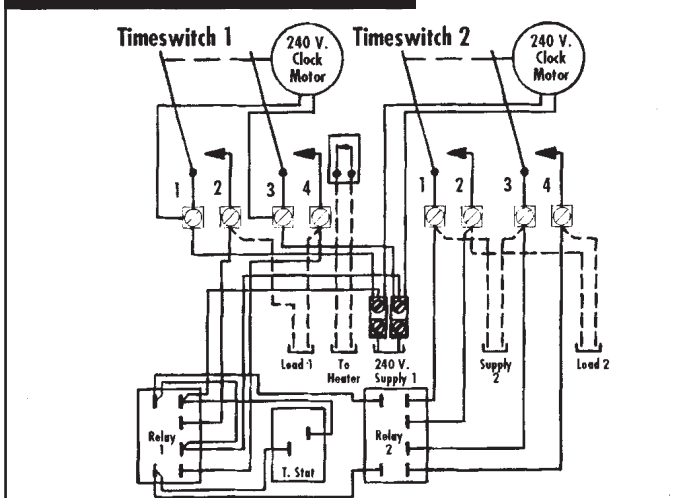 Timeswitch 1
240 V.
Clock
Motor
Timeswitch 2
240 V.
Clock
Motor
1
2
3
4
1
2
3
4
Load 1
To
Heater
240 V.
Supply 1
Supply
2
Load 2
Relay
1
T. Stat
Relay
2